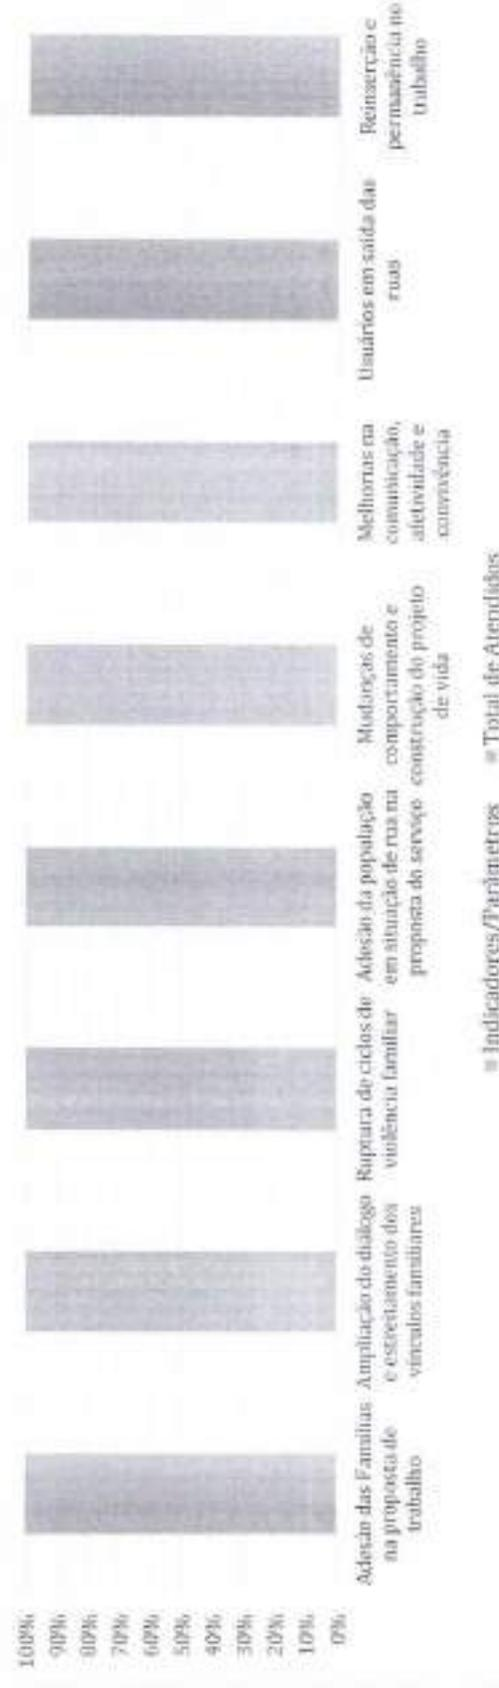 100%
90%
80%
70%
60%
50%
40%
30%
20%
10%
0%
Adesão das Famílias
na proposta de
trabalho
Ampliação do diálogo
e estreitamento dos
vínculos familiares
Ruptura de ciclos de
violência familiar
Adesão da população
em situação de rua na
proposta do serviço
Mudanças de
comportamento e
construção do projeto
de vida
Melhorias na
comunicação,
afetividade e
convivência
Usuários em saída das
ruas
Reinserção e
permanência no
trabalho
Indicadores/Parâmetros
Total de Atendidos